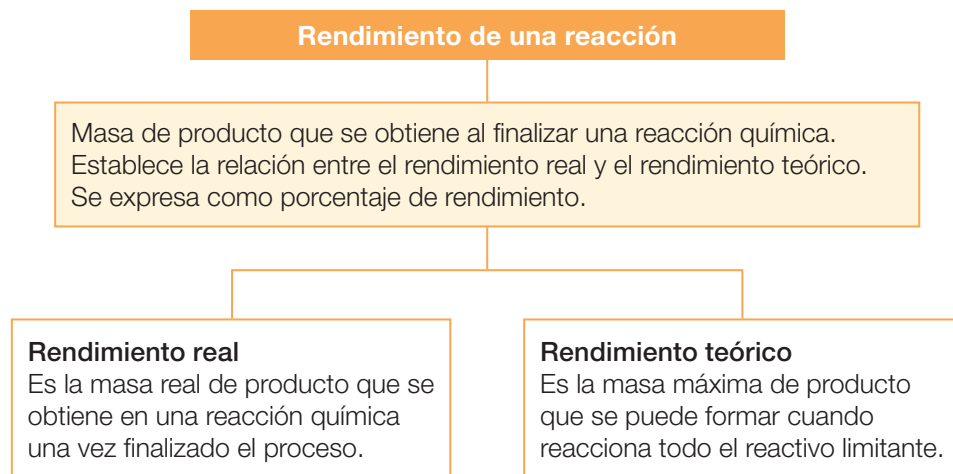 Rendimiento de una reacción
Masa de producto que se obtiene al finalizar una reacción química.
Establece la relación entre el rendimiento real y el rendimiento teórico.
Se expresa como porcentaje de rendimiento.
Rendimiento real
Es la masa real de producto que se
obtiene en una reacción química
una vez finalizado el proceso.
Rendimiento teórico
Es la masa máxima de producto
que se puede formar cuando
reacciona todo el reactivo limitante.